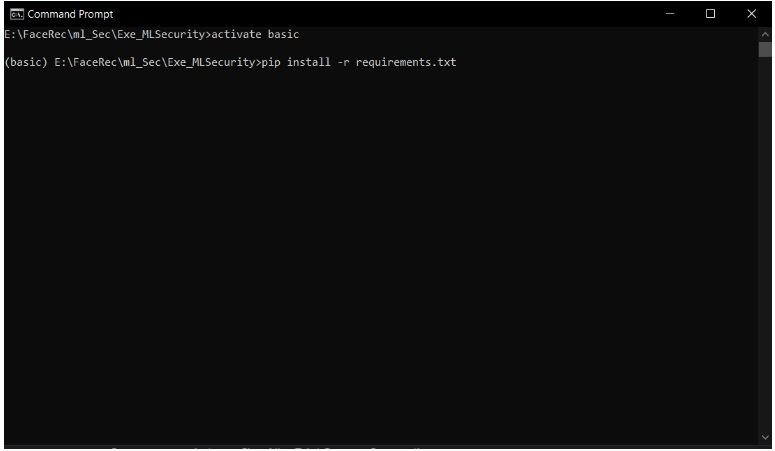 Command Prompt
E:\FaceRec\ml_Sec\Exe_MLSecurity>activate basic
(basic) E:\FaceRec\ml_Sec\Exe_MLSecurity>pip install -r requirements.txt